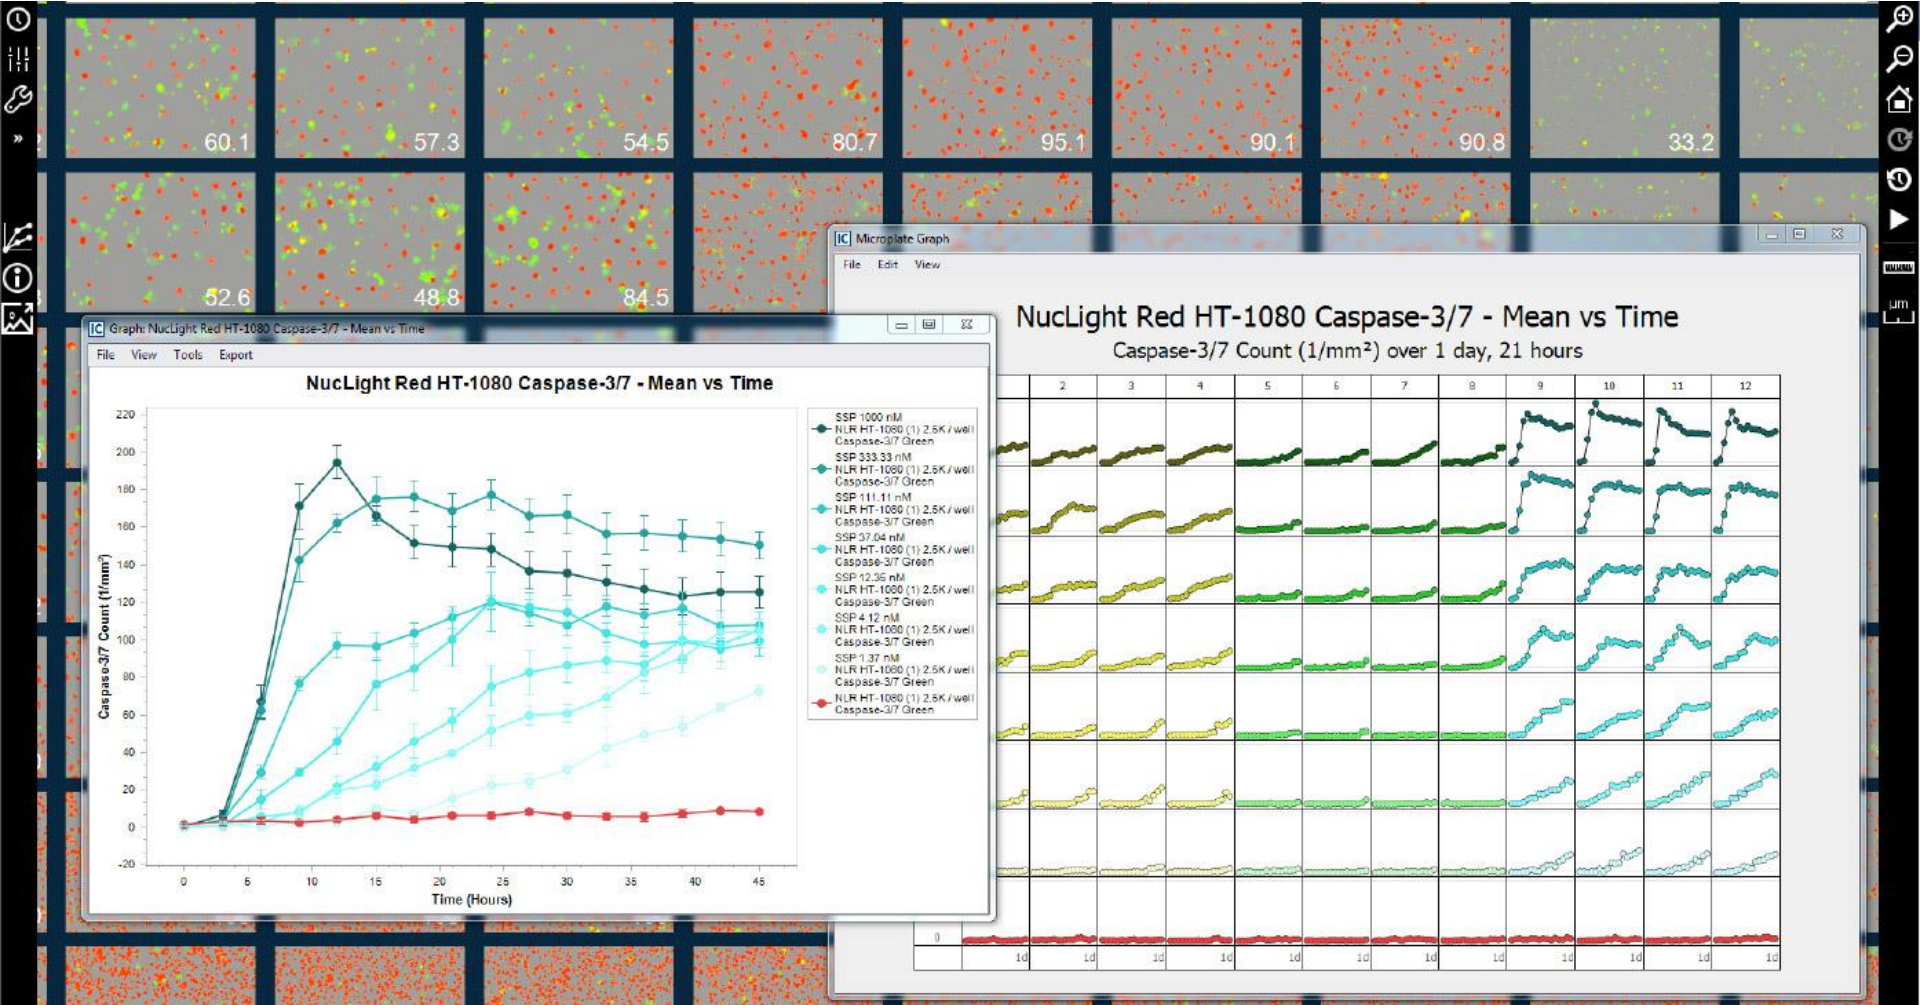 60.1
57.3
54.5
80.7
95.1
90.1
90.8
33.2
52.6
48.8
84.5
µm
Microplate Graph
File Edit View
NucLight Red HT-1080 Caspase-3/7 - Mean vs Time
Caspase-3/7 Count (1/mm²) over 1 day, 21 hours
2 3 4 5 6 7 8 9 10 11 12
0
1d 1d 1d 1d 1d 1d 1d 1d 1d 1d 1d 1d
Graph: NucLight Red HT-1080 Caspase-3/7 - Mean vs Time
File View Tools Export
NucLight Red HT-1080 Caspase-3/7 - Mean vs Time
Caspase-3/7 Count (1/mm²)
220
200
180
160
140
120
100
80
60
40
20
0
-20
0 5 10 15 20 25 30 35 40 45
Time (Hours)
SSP 1000 nM
NLR HT-1080 (1) 2.5K / well
Caspase-3/7 Green
SSP 333.33 nM
NLR HT-1080 (1) 2.5K / well
Caspase-3/7 Green
SSP 111.11 nM
NLR HT-1080 (1) 2.5K / well
Caspase-3/7 Green
SSP 37.04 nM
NLR HT-1080 (1) 2.5K / well
Caspase-3/7 Green
SSP 12.35 nM
NLR HT-1080 (1) 2.5K / well
Caspase-3/7 Green
SSP 4.12 nM
NLR HT-1080 (1) 2.5K / well
Caspase-3/7 Green
SSP 1.37 nM
NLR HT-1080 (1) 2.5K / well
Caspase-3/7 Green
NLR HT-1080 (1) 2.5K / well
Caspase-3/7 Green